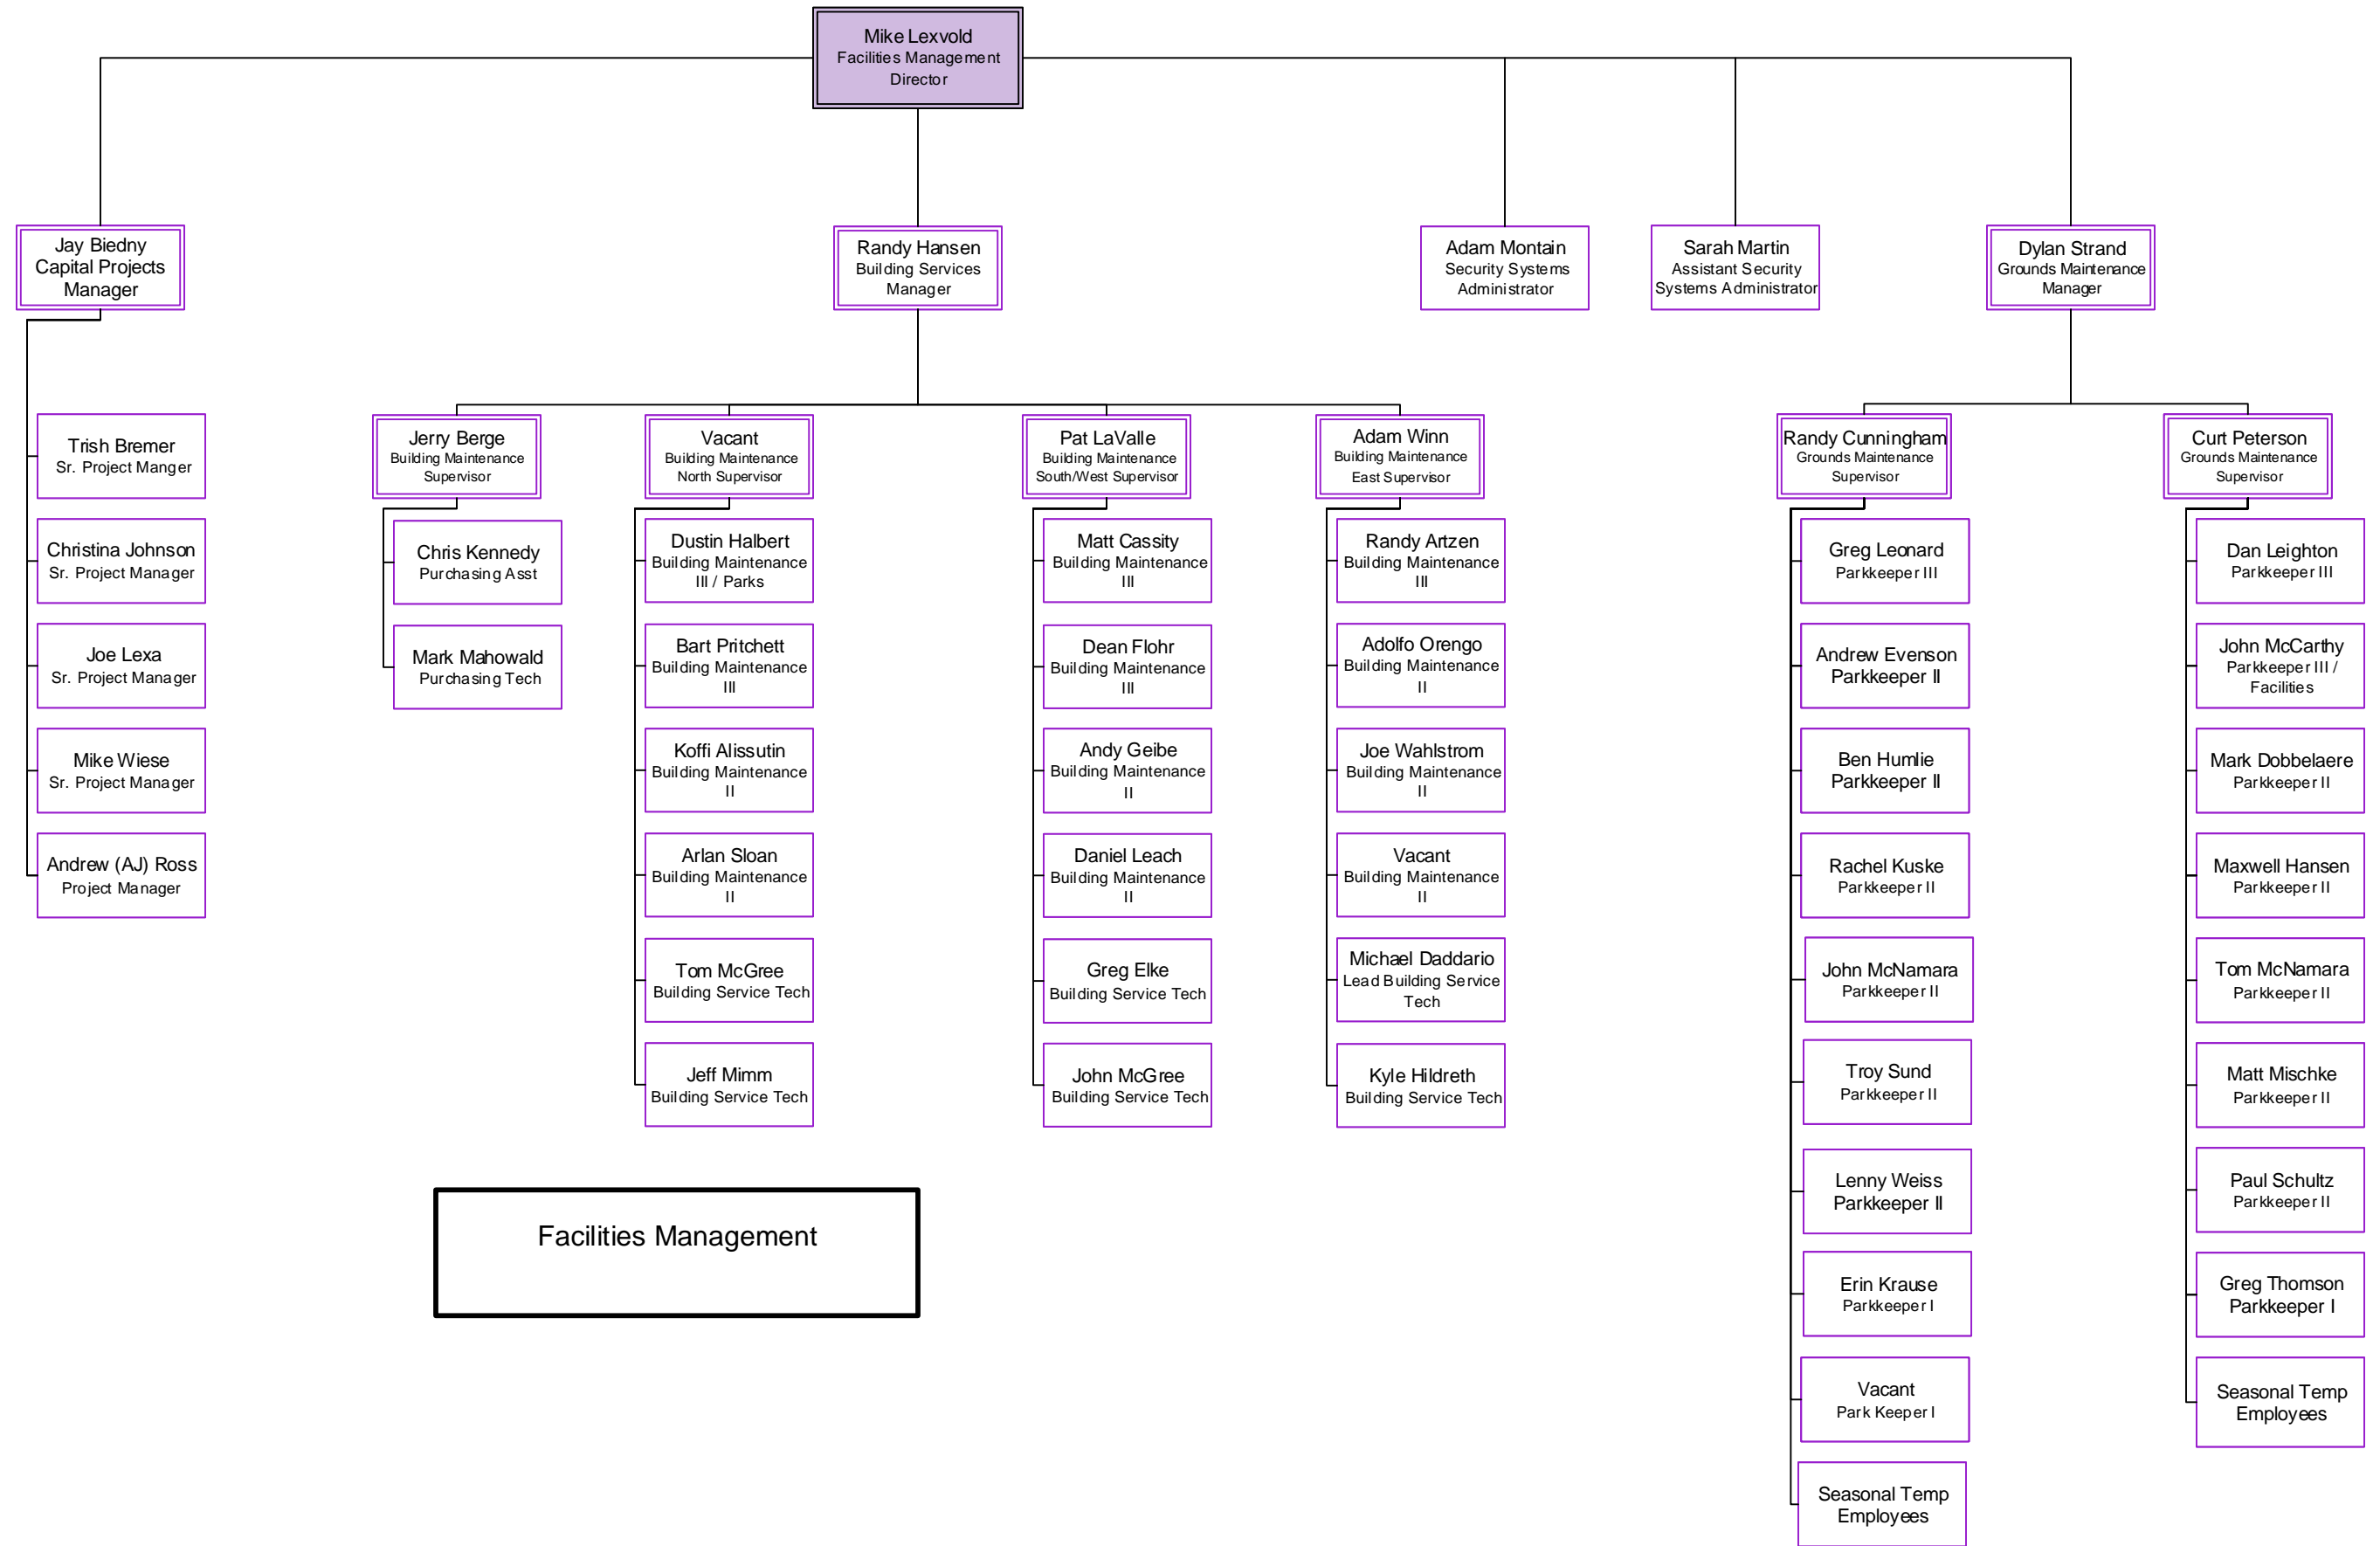 Mike Lexvold
Facilities Management
Director
Jay Biedny
Capital Projects
Manager
Randy Hansen
Building Services
Manager
Adam Montain
Security Systems
Administrator
Sarah Martin
Assistant Security
Systems Administrator
Dylan Strand
Grounds Maintenance
Manager
Trish Bremer
Sr. Project Manger
Christina Johnson
Sr. Project Manager
Joe Lexa
Sr. Project Manager
Mike Wiese
Sr. Project Manager
Andrew (AJ) Ross
Project Manager
Jerry Berge
Building Maintenance
Supervisor
Chris Kennedy
Purchasing Asst
Mark Mahowald
Purchasing Tech
Vacant
Building Maintenance
North Supervisor
Dustin Halbert
Building Maintenance
III / Parks
Bart Pritchett
Building Maintenance
III
Koffi Alissutin
Building Maintenance
II
Arlan Sloan
Building Maintenance
II
Tom McGree
Building Service Tech
Jeff Mimm
Building Service Tech
Pat LaValle
Building Maintenance
South/West Supervisor
Matt Cassity
Building Maintenance
III
Dean Flohr
Building Maintenance
III
Andy Geibe
Building Maintenance
II
Daniel Leach
Building Maintenance
II
Greg Elke
Building Service Tech
John McGree
Building Service Tech
Adam Winn
Building Maintenance
East Supervisor
Randy Artzen
Building Maintenance
III
Adolfo Orengo
Building Maintenance
II
Joe Wahlstrom
Building Maintenance
II
Vacant
Building Maintenance
II
Michael Daddario
Lead Building Service
Tech
Kyle Hildreth
Building Service Tech
Randy Cunningham
Grounds Maintenance
Supervisor
Greg Leonard
Parkkeeper III
Andrew Evenson
Parkkeeper II
Ben Humlie
Parkkeeper II
Rachel Kuske
Parkkeeper II
John McNamara
Parkkeeper II
Troy Sund
Parkkeeper II
Lenny Weiss
Parkkeeper II
Erin Krause
Parkkeeper I
Vacant
Park Keeper I
Seasonal Temp
Employees
Curt Peterson
Grounds Maintenance
Supervisor
Dan Leighton
Parkkeeper III
John McCarthy
Parkkeeper III /
Facilities
Mark Dobbelaere
Parkkeeper II
Maxwell Hansen
Parkkeeper II
Tom McNamara
Parkkeeper II
Matt Mischke
Parkkeeper II
Paul Schultz
Parkkeeper II
Greg Thomson
Parkkeeper I
Seasonal Temp
Employees
Facilities Management